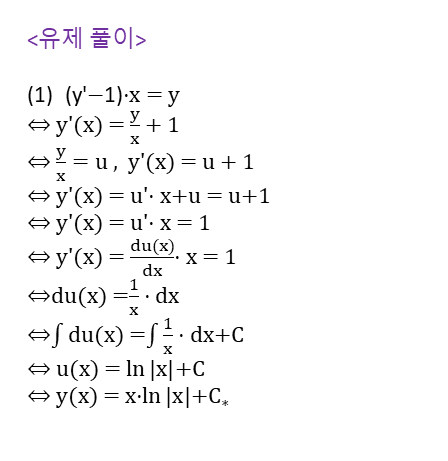 <유제 풀이>
(1) (y'−1)·x = y
⇔ y'(x) = y/x + 1
⇔ y/x = u , y'(x) = u + 1
⇔ y'(x) = u'· x+u = u+1
⇔ y'(x) = u'· x = 1
⇔ y'(x) = du(x)/dx · x = 1
⇔du(x) =1/x · dx
⇔∫ du(x) =∫ 1/x · dx+C
⇔ u(x) = ln |x|+C
⇔ y(x) = x·ln |x|+C*